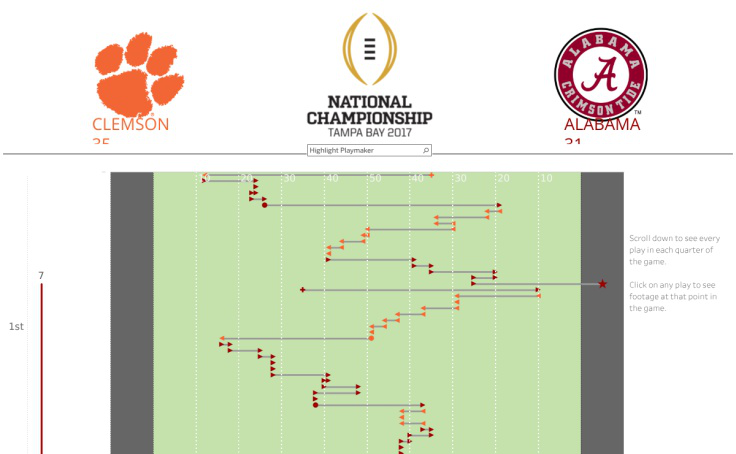 NATIONAL
CHAMPIONSHIP
TAMPA BAY 2017
CLEMSON
35
ALABAMA
CRIMSON TIDE
A
TM
ALABAMA
31
Highlight Playmaker
:20 :30 :40 :50 :40 :30 :20 :10
Scroll down to see every
play in each quarter of
the game.
Click on any play to see
footage at that point in
the game.
7
1st